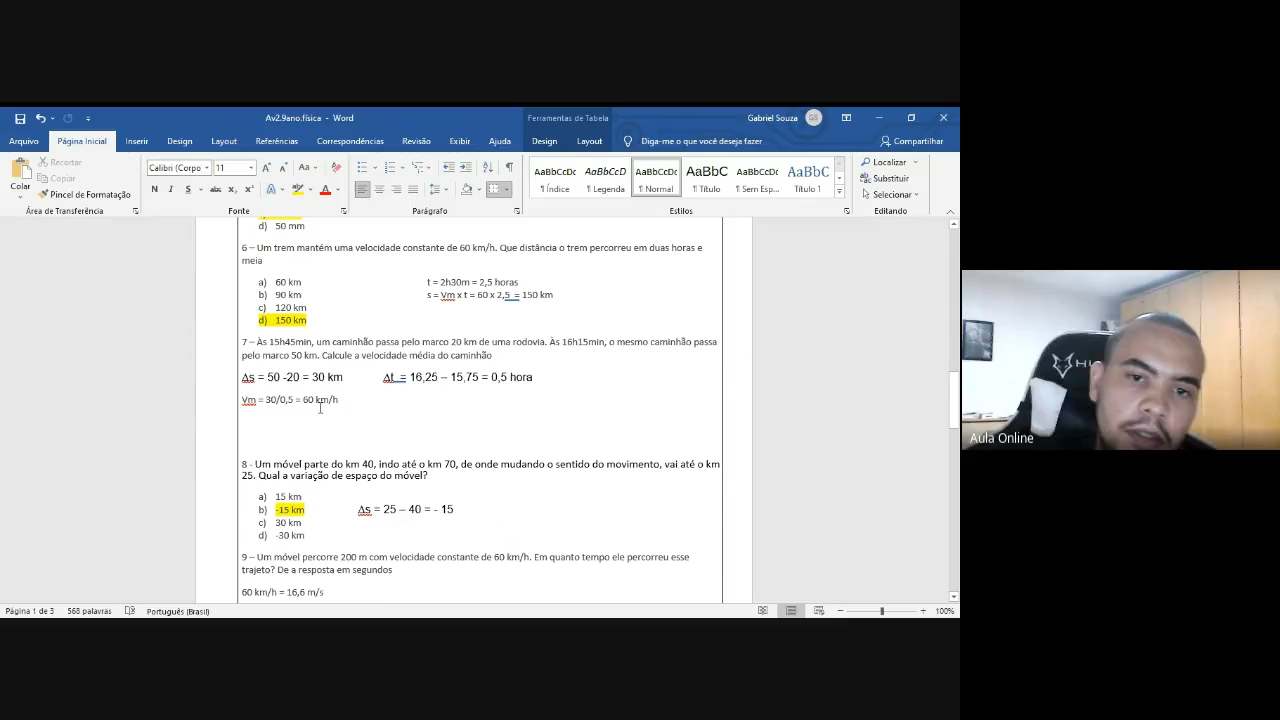 Av2.9ano.física - Word
Ferramentas de Tabela
Gabriel Souza
GS
Arquivo
Página Inicial
Inserir
Design
Layout
Referências
Correspondências
Revisão
Exibir
Ajuda
Design
Layout
Diga-me o que você deseja fazer
Compartilhar
Colar
Recortar
Copiar
Pincel de Formatação
Área de Transferência
Calibri (Corpo)
11
Fonte
Parágrafo
AaBbCcDc
¶ Índice
AaBbCcD
¶ Legenda
AaBbCcDc
¶ Normal
AaBbC
¶ Título
AaBbCcDc
¶ Sem Esp...
AaBbC
Título 1
Estilos
Localizar
Substituir
Selecionar
Editando
d) 50 mm
6 – Um trem mantém uma velocidade constante de 60 km/h. Que distância o trem percorreu em duas horas e
meia
a) 60 km t = 2h30m = 2,5 horas
b) 90 km s = Vm x t = 60 x 2,5 = 150 km
c) 120 km
d) 150 km
7 – Às 15h45min, um caminhão passa pelo marco 20 km de uma rodovia. Às 16h15min, o mesmo caminhão passa
pelo marco 50 km. Calcule a velocidade média do caminhão
Δs = 50 -20 = 30 km Δt = 16,25 – 15,75 = 0,5 hora
Vm = 30/0,5 = 60 km/h
8 - Um móvel parte do km 40, indo até o km 70, de onde mudando o sentido do movimento, vai até o km
25. Qual a variação de espaço do móvel?
a) 15 km
b) -15 km Δs = 25 – 40 = - 15
c) 30 km
d) -30 km
9 – Um móvel percorre 200 m com velocidade constante de 60 km/h. Em quanto tempo ele percorreu esse
trajeto? De a resposta em segundos
60 km/h = 16,6 m/s
Página 1 de 3 568 palavras Português (Brasil) 100%
Aula Online